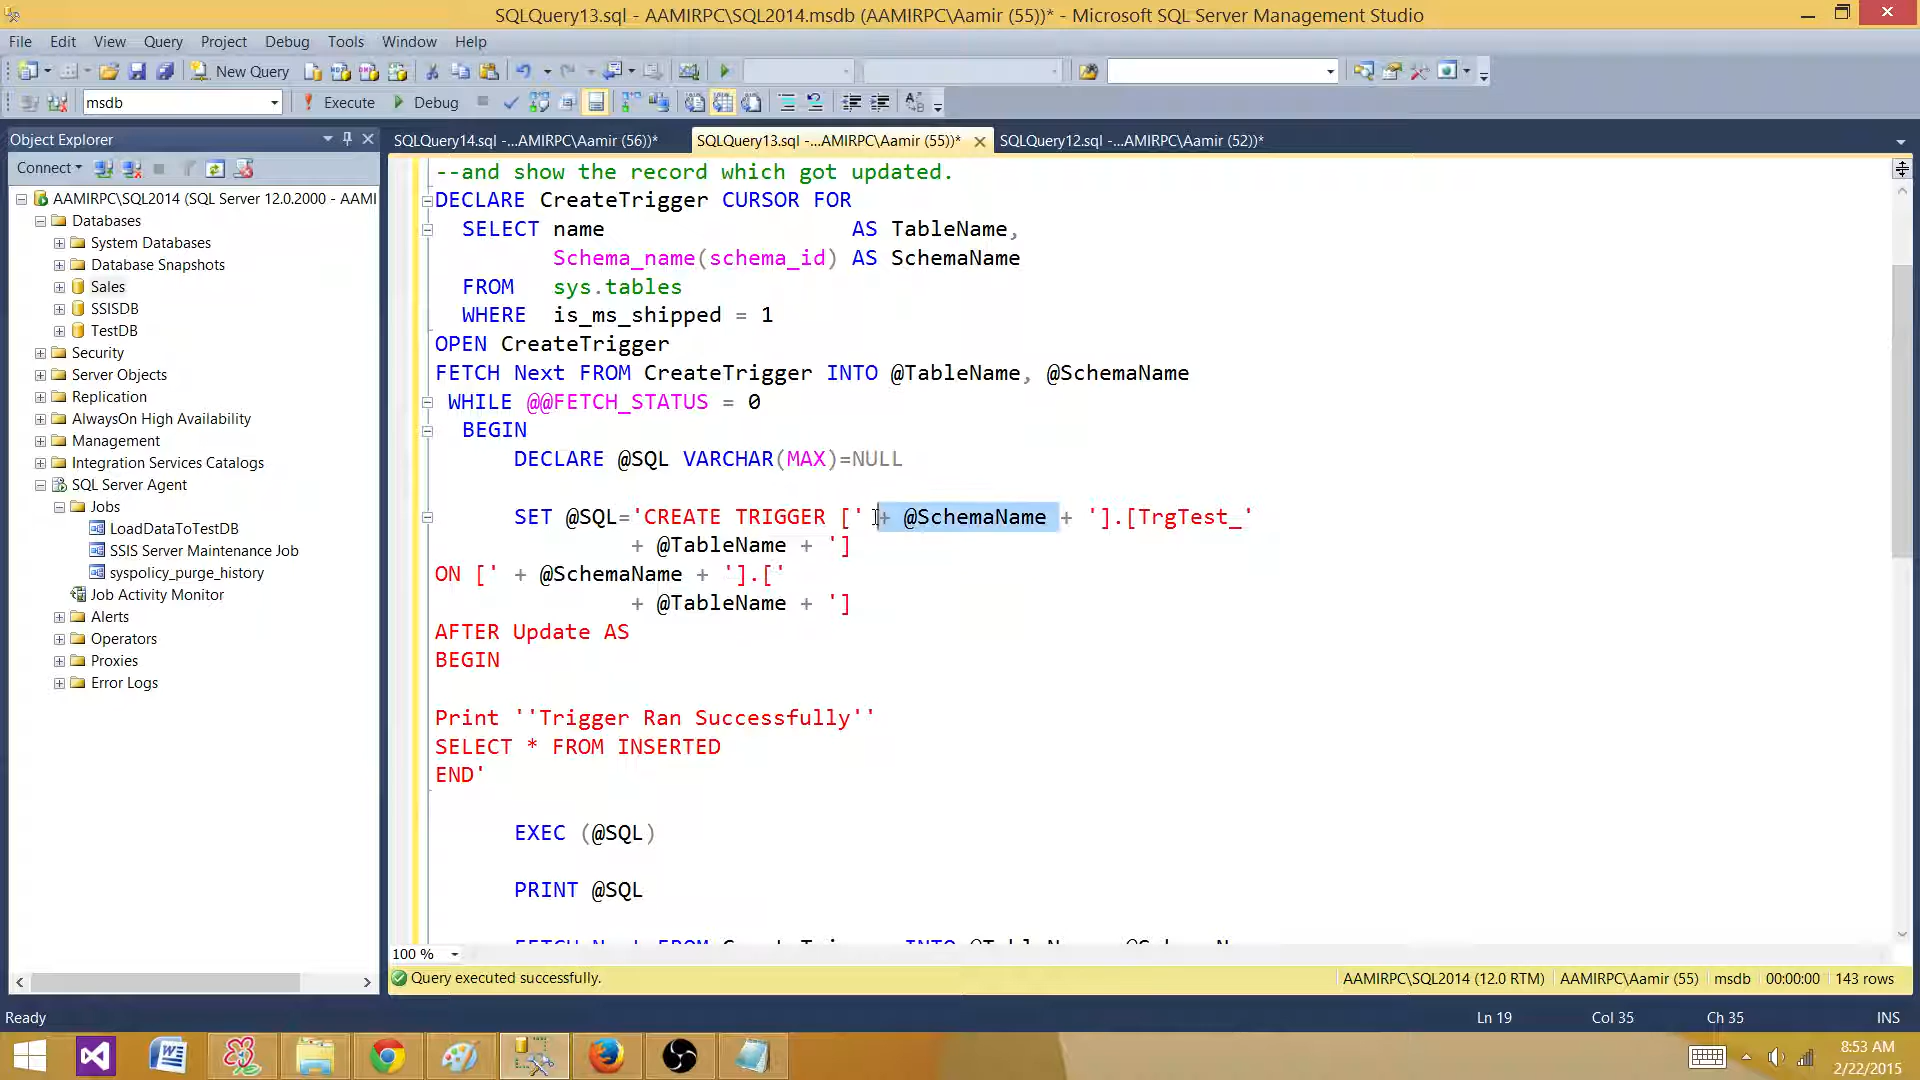 SQLQuery13.sql - AAMIRPC\SQL2014.msdb (AAMIRPC\Aamir (55))* - Microsoft SQL Server Management Studio
File Edit View Query Project Debug Tools Window Help
New Query
msdb Execute Debug
Object Explorer
SQLQuery14.sql -...AMIRPC\Aamir (56))* SQLQuery13.sql -...AMIRPC\Aamir (55))* SQLQuery12.sql -...AMIRPC\Aamir (52))*
Connect
AAMIRPC\SQL2014 (SQL Server 12.0.2000 - AAMI
Databases
System Databases
Database Snapshots
Sales
SSISDB
TestDB
Security
Server Objects
Replication
AlwaysOn High Availability
Management
Integration Services Catalogs
SQL Server Agent
Jobs
LoadDataToTestDB
SSIS Server Maintenance Job
syspolicy_purge_history
Job Activity Monitor
Alerts
Operators
Proxies
Error Logs
--and show the record which got updated.
DECLARE CreateTrigger CURSOR FOR
SELECT name AS TableName,
Schema_name(schema_id) AS SchemaName
FROM sys.tables
WHERE is_ms_shipped = 1
OPEN CreateTrigger
FETCH Next FROM CreateTrigger INTO @TableName, @SchemaName
WHILE @@FETCH_STATUS = 0
BEGIN
DECLARE @SQL VARCHAR(MAX)=NULL
SET @SQL='CREATE TRIGGER [' + @SchemaName + '].[TrgTest_'
+ @TableName + ']
ON [' + @SchemaName + '].['
+ @TableName + ']
AFTER Update AS
BEGIN
Print ''Trigger Ran Successfully''
SELECT * FROM INSERTED
END'
EXEC (@SQL)
PRINT @SQL
100 %
Query executed successfully. AAMIRPC\SQL2014 (12.0 RTM) AAMIRPC\Aamir (55) msdb 00:00:00 143 rows
Ready Ln 19 Col 35 Ch 35 INS
8:53 AM
2/22/2015